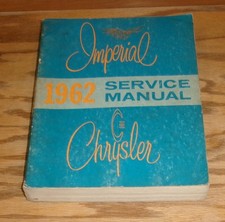 Imperial
1962 SERVICE
MANUAL
Chrysler